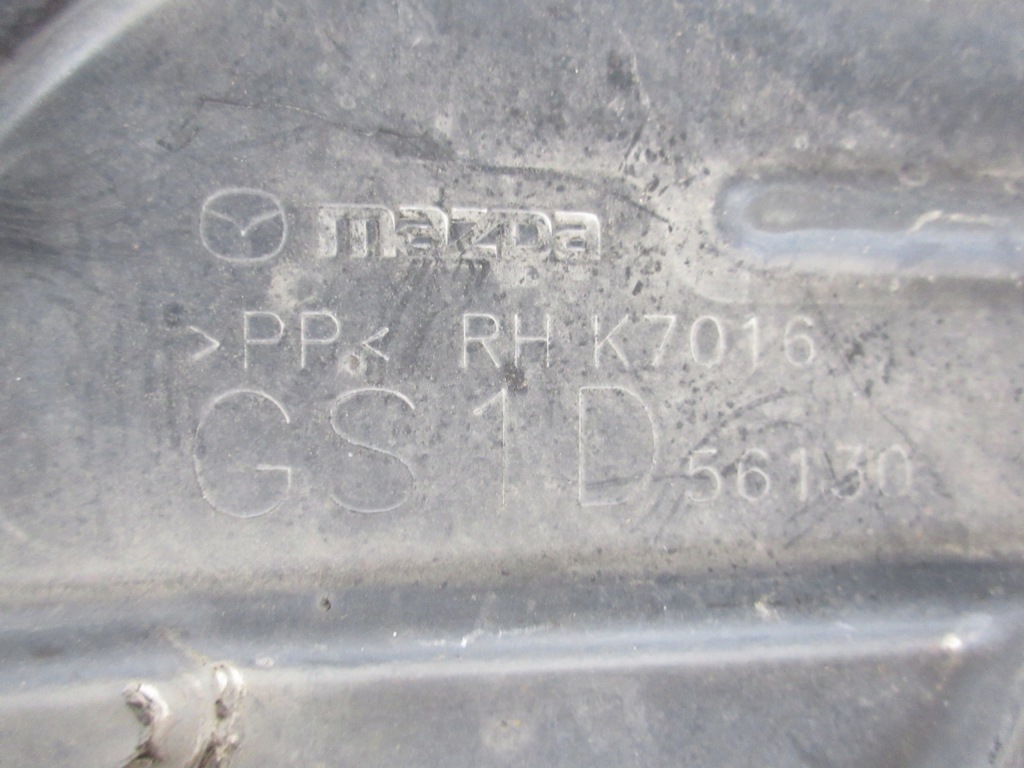 mazda
>PP< RH K7016
GS1D 56130